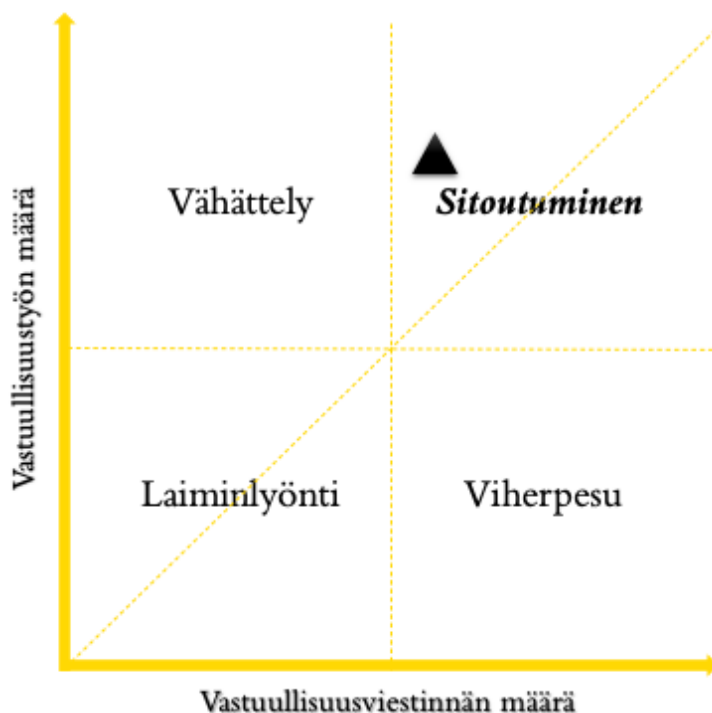 Vastuullisuustyön määrä
Vähättely
Sitoutuminen
Laiminlyönti
Viherpesu
Vastuullisuusviestinnän määrä